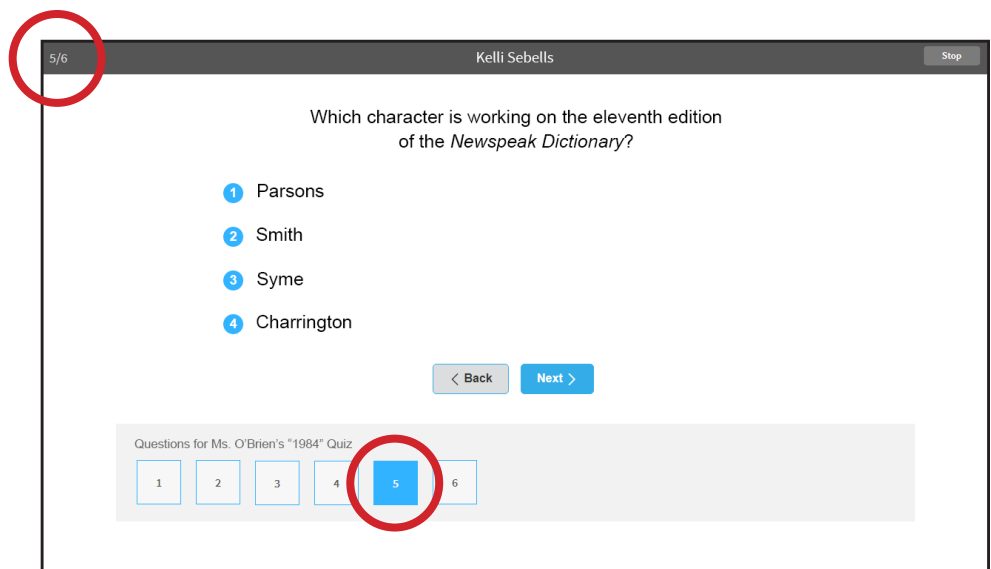 5/6
Kelli Sebells
Stop
Which character is working on the eleventh edition
of the Newspeak Dictionary?
1 Parsons
2 Smith
3 Syme
4 Charrington
< Back
Next >
Questions for Ms. O'Brien's “1984” Quiz
1 2 3 4 5 6